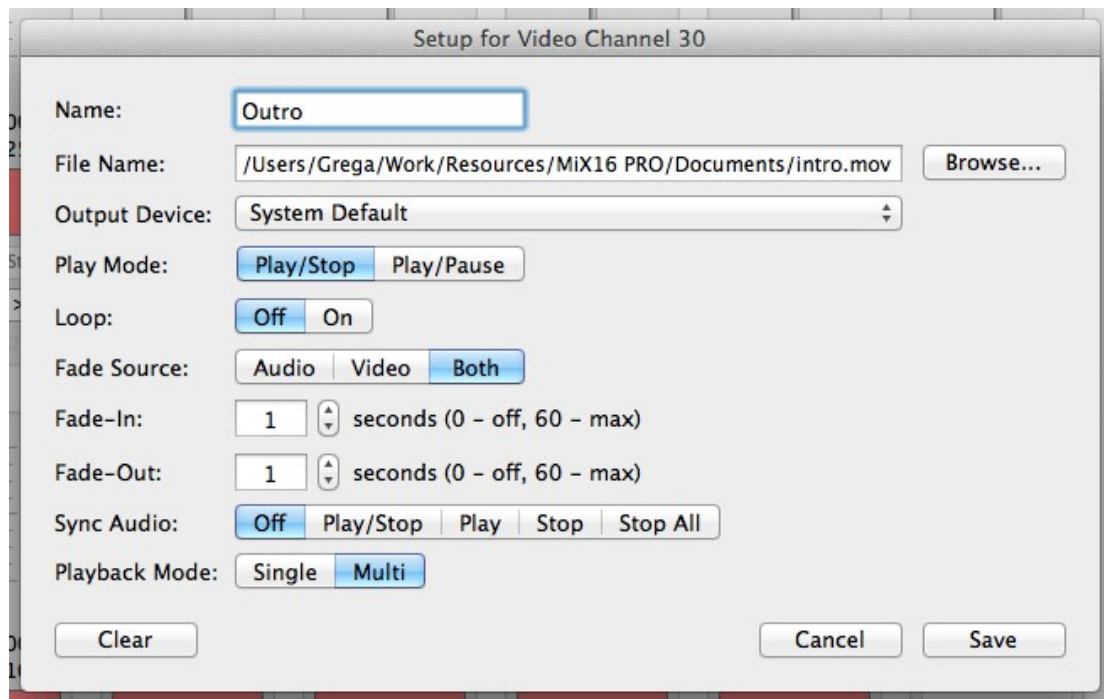 Setup for Video Channel 30
Name: Outro
File Name: /Users/Grega/Work/Resources/MiX16 PRO/Documents/intro.mov Browse...
Output Device: System Default
Play Mode: Play/Stop Play/Pause
Loop: Off On
Fade Source: Audio Video Both
Fade-In: 1 seconds (0 – off, 60 – max)
Fade-Out: 1 seconds (0 – off, 60 – max)
Sync Audio: Off Play/Stop Play Stop Stop All
Playback Mode: Single Multi
Clear Cancel Save